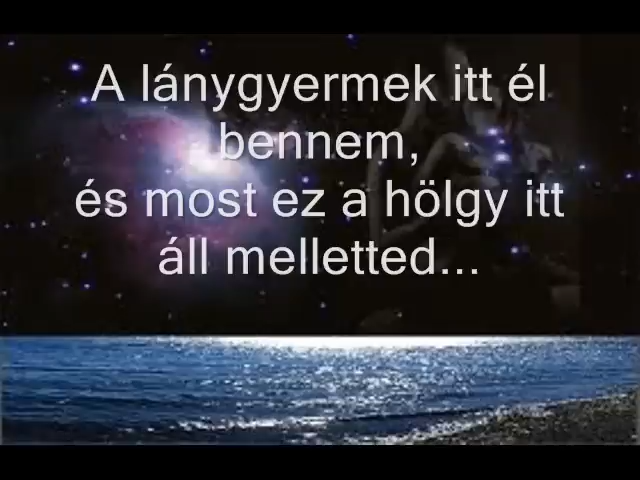 A lánygyermek itt él
bennem,
és most ez a hölgy itt
áll melletted...